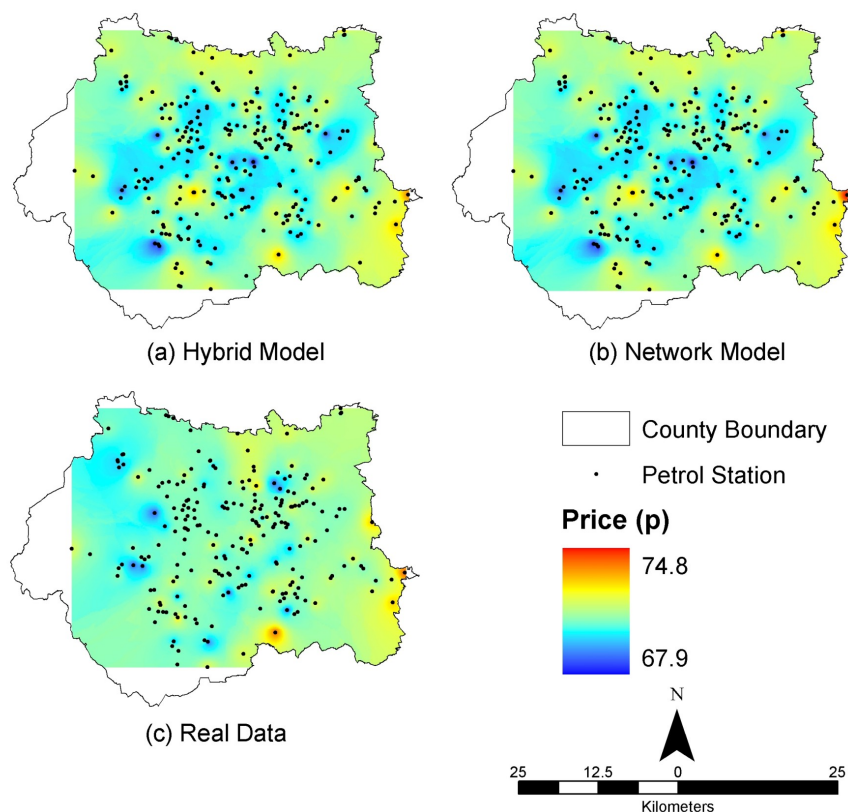 (a) Hybrid Model
(b) Network Model
(c) Real Data
County Boundary
Petrol Station
Price (p)
74.8
67.9
N
25 12.5 0 25
Kilometers